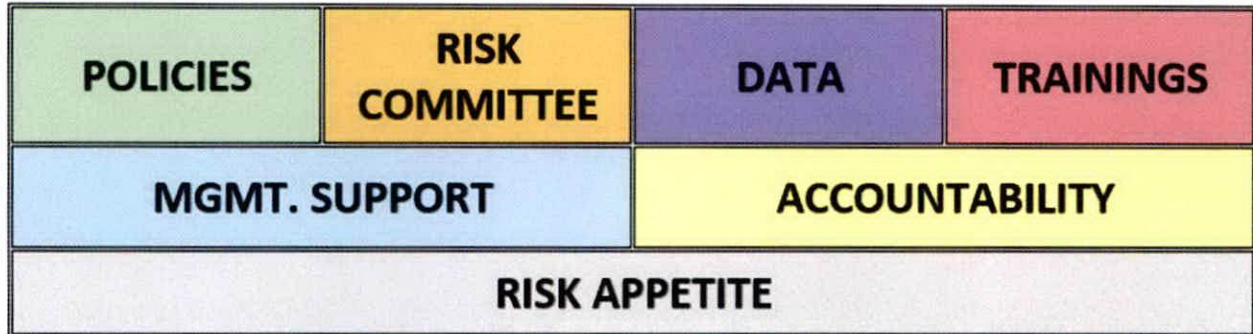 POLICIES
RISK
COMMITTEE
DATA
TRAININGS
MGMT. SUPPORT
ACCOUNTABILITY
RISK APPETITE